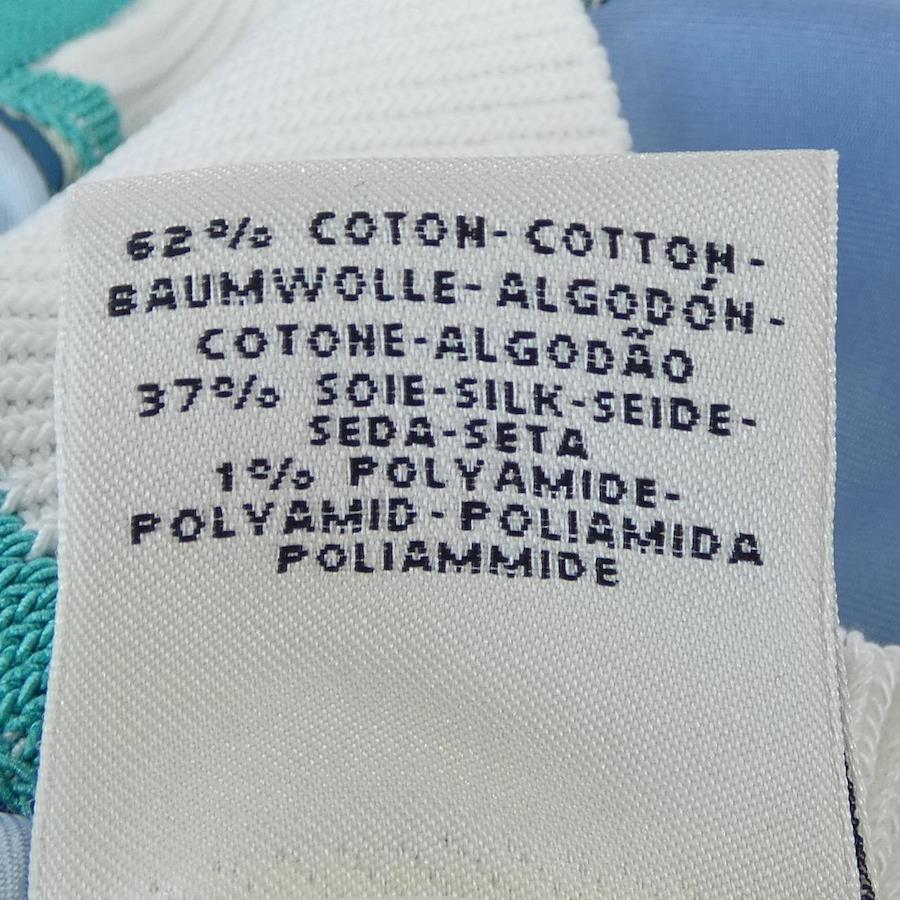 62% COTON-COTTON-
BAUMWOLLE-ALGODÓN-
COTONE-ALGODÃO
37% SOIE-SILK-SEIDE-
SEDA-SETA
1% POLYAMIDE-
POLYAMID-POLIAMIDA
POLIAMMIDE